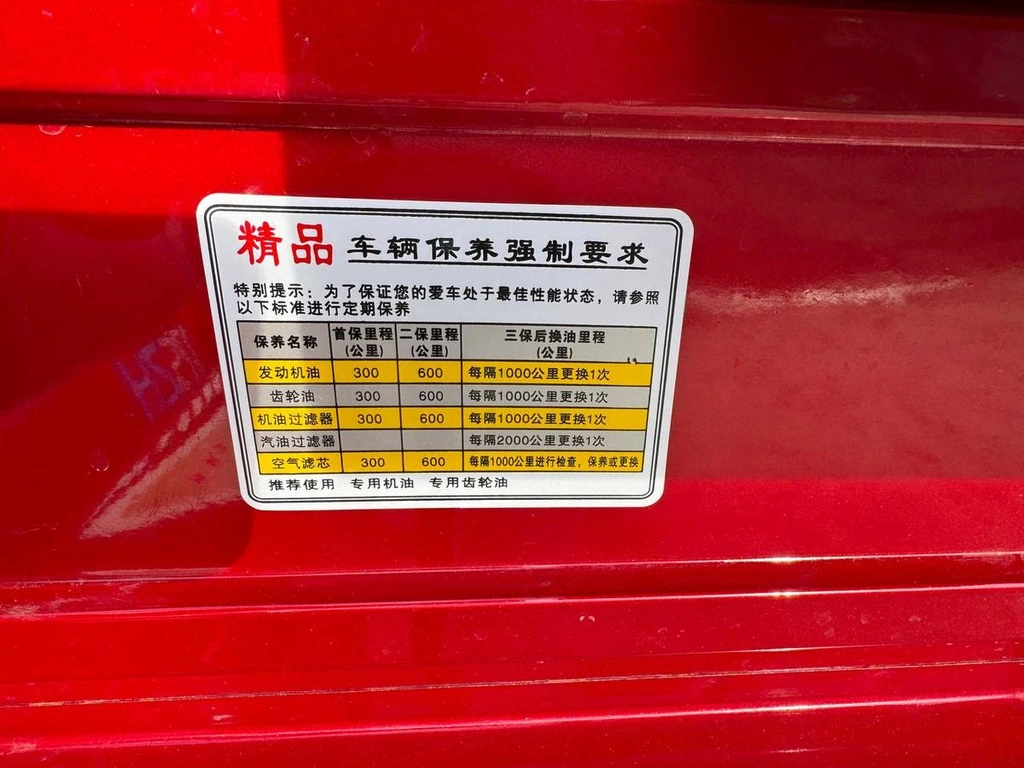 精品 车辆保养强制要求
特别提示：为了保证您的爱车处于最佳性能状态，请参照
以下标准进行定期保养
保养名称 首保里程(公里) 二保里程(公里) 三保后换油里程(公里)
发动机油 300 600 每隔1000公里更换1次
齿轮油 300 600 每隔1000公里更换1次
机油过滤器 300 600 每隔1000公里更换1次
汽油过滤器 每隔2000公里更换1次
空气滤芯 300 600 每隔1000公里进行检查，保养或更换
推荐使用 专用机油 专用齿轮油